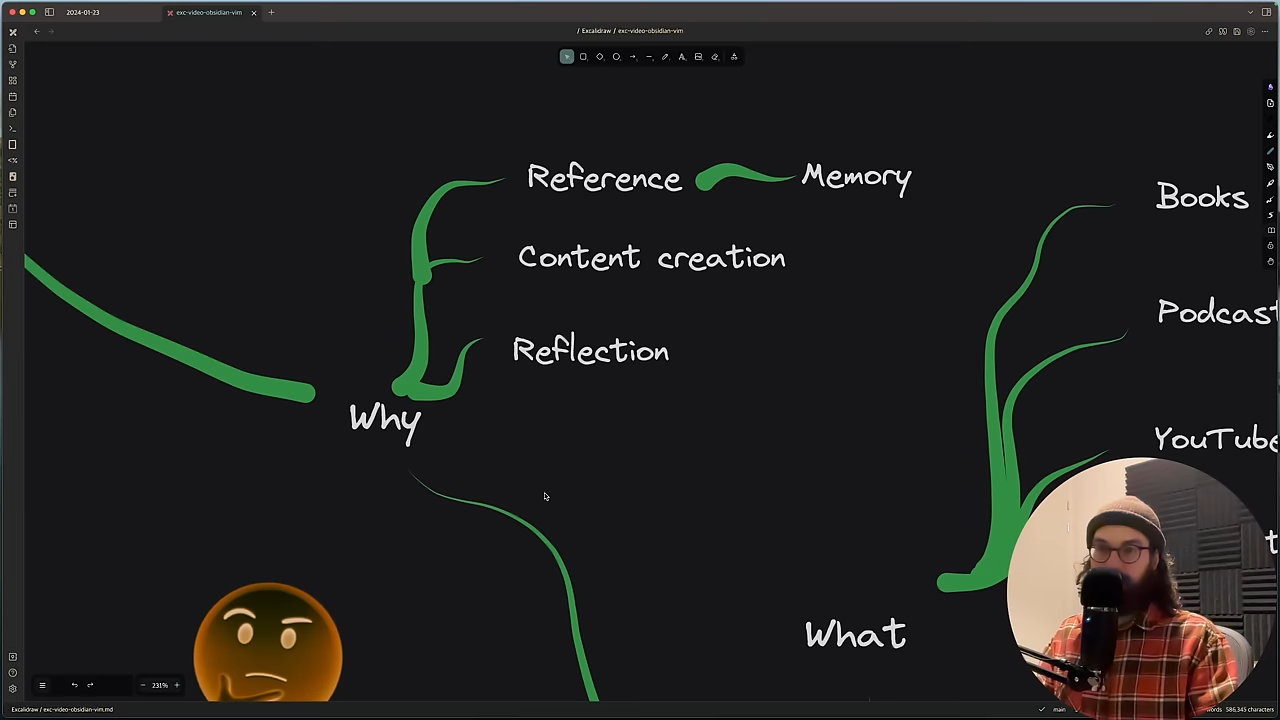 2024-01-23
exc-video-obsidian-vim
/ Excalidraw / exc-video-obsidian-vim
Reference
Memory
Content creation
Reflection
Why
Books
Podcast
YouTube
What
231%
Excalidraw / exc-video-obsidian-vim.md
main
words 586,345 characters